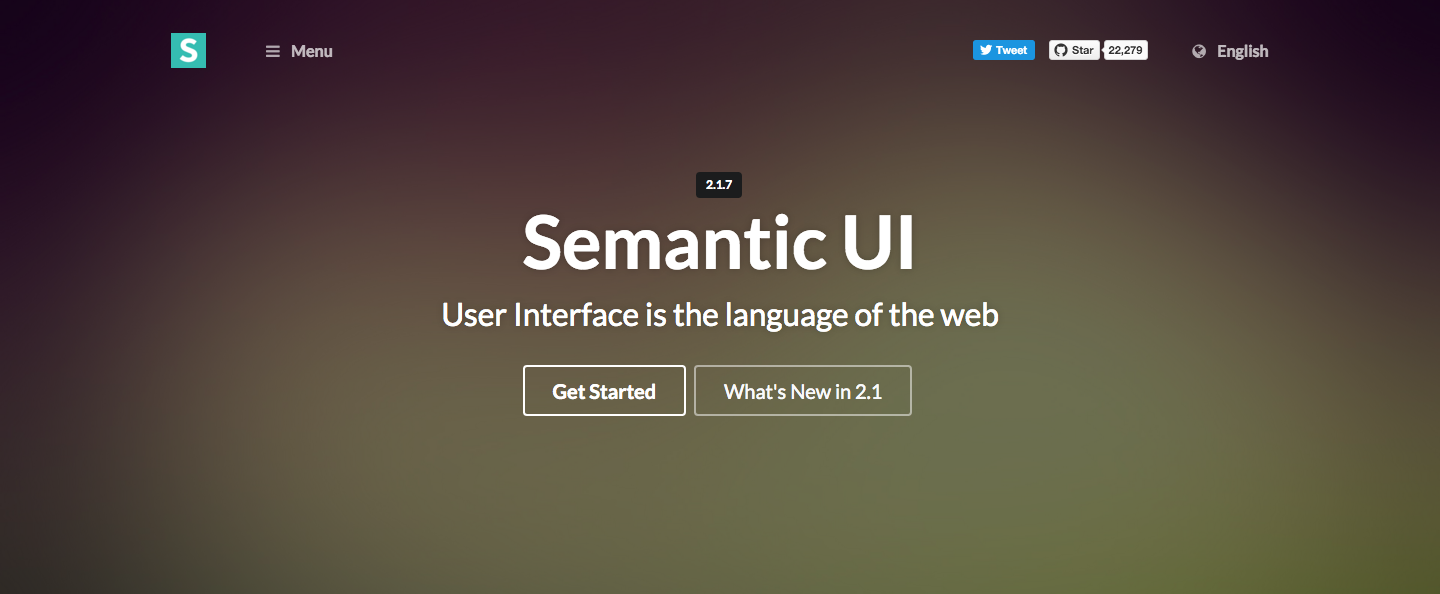 S
Menu
Tweet
Star
22,279
English
2.1.7
Semantic UI
User Interface is the language of the web
Get Started
What's New in 2.1